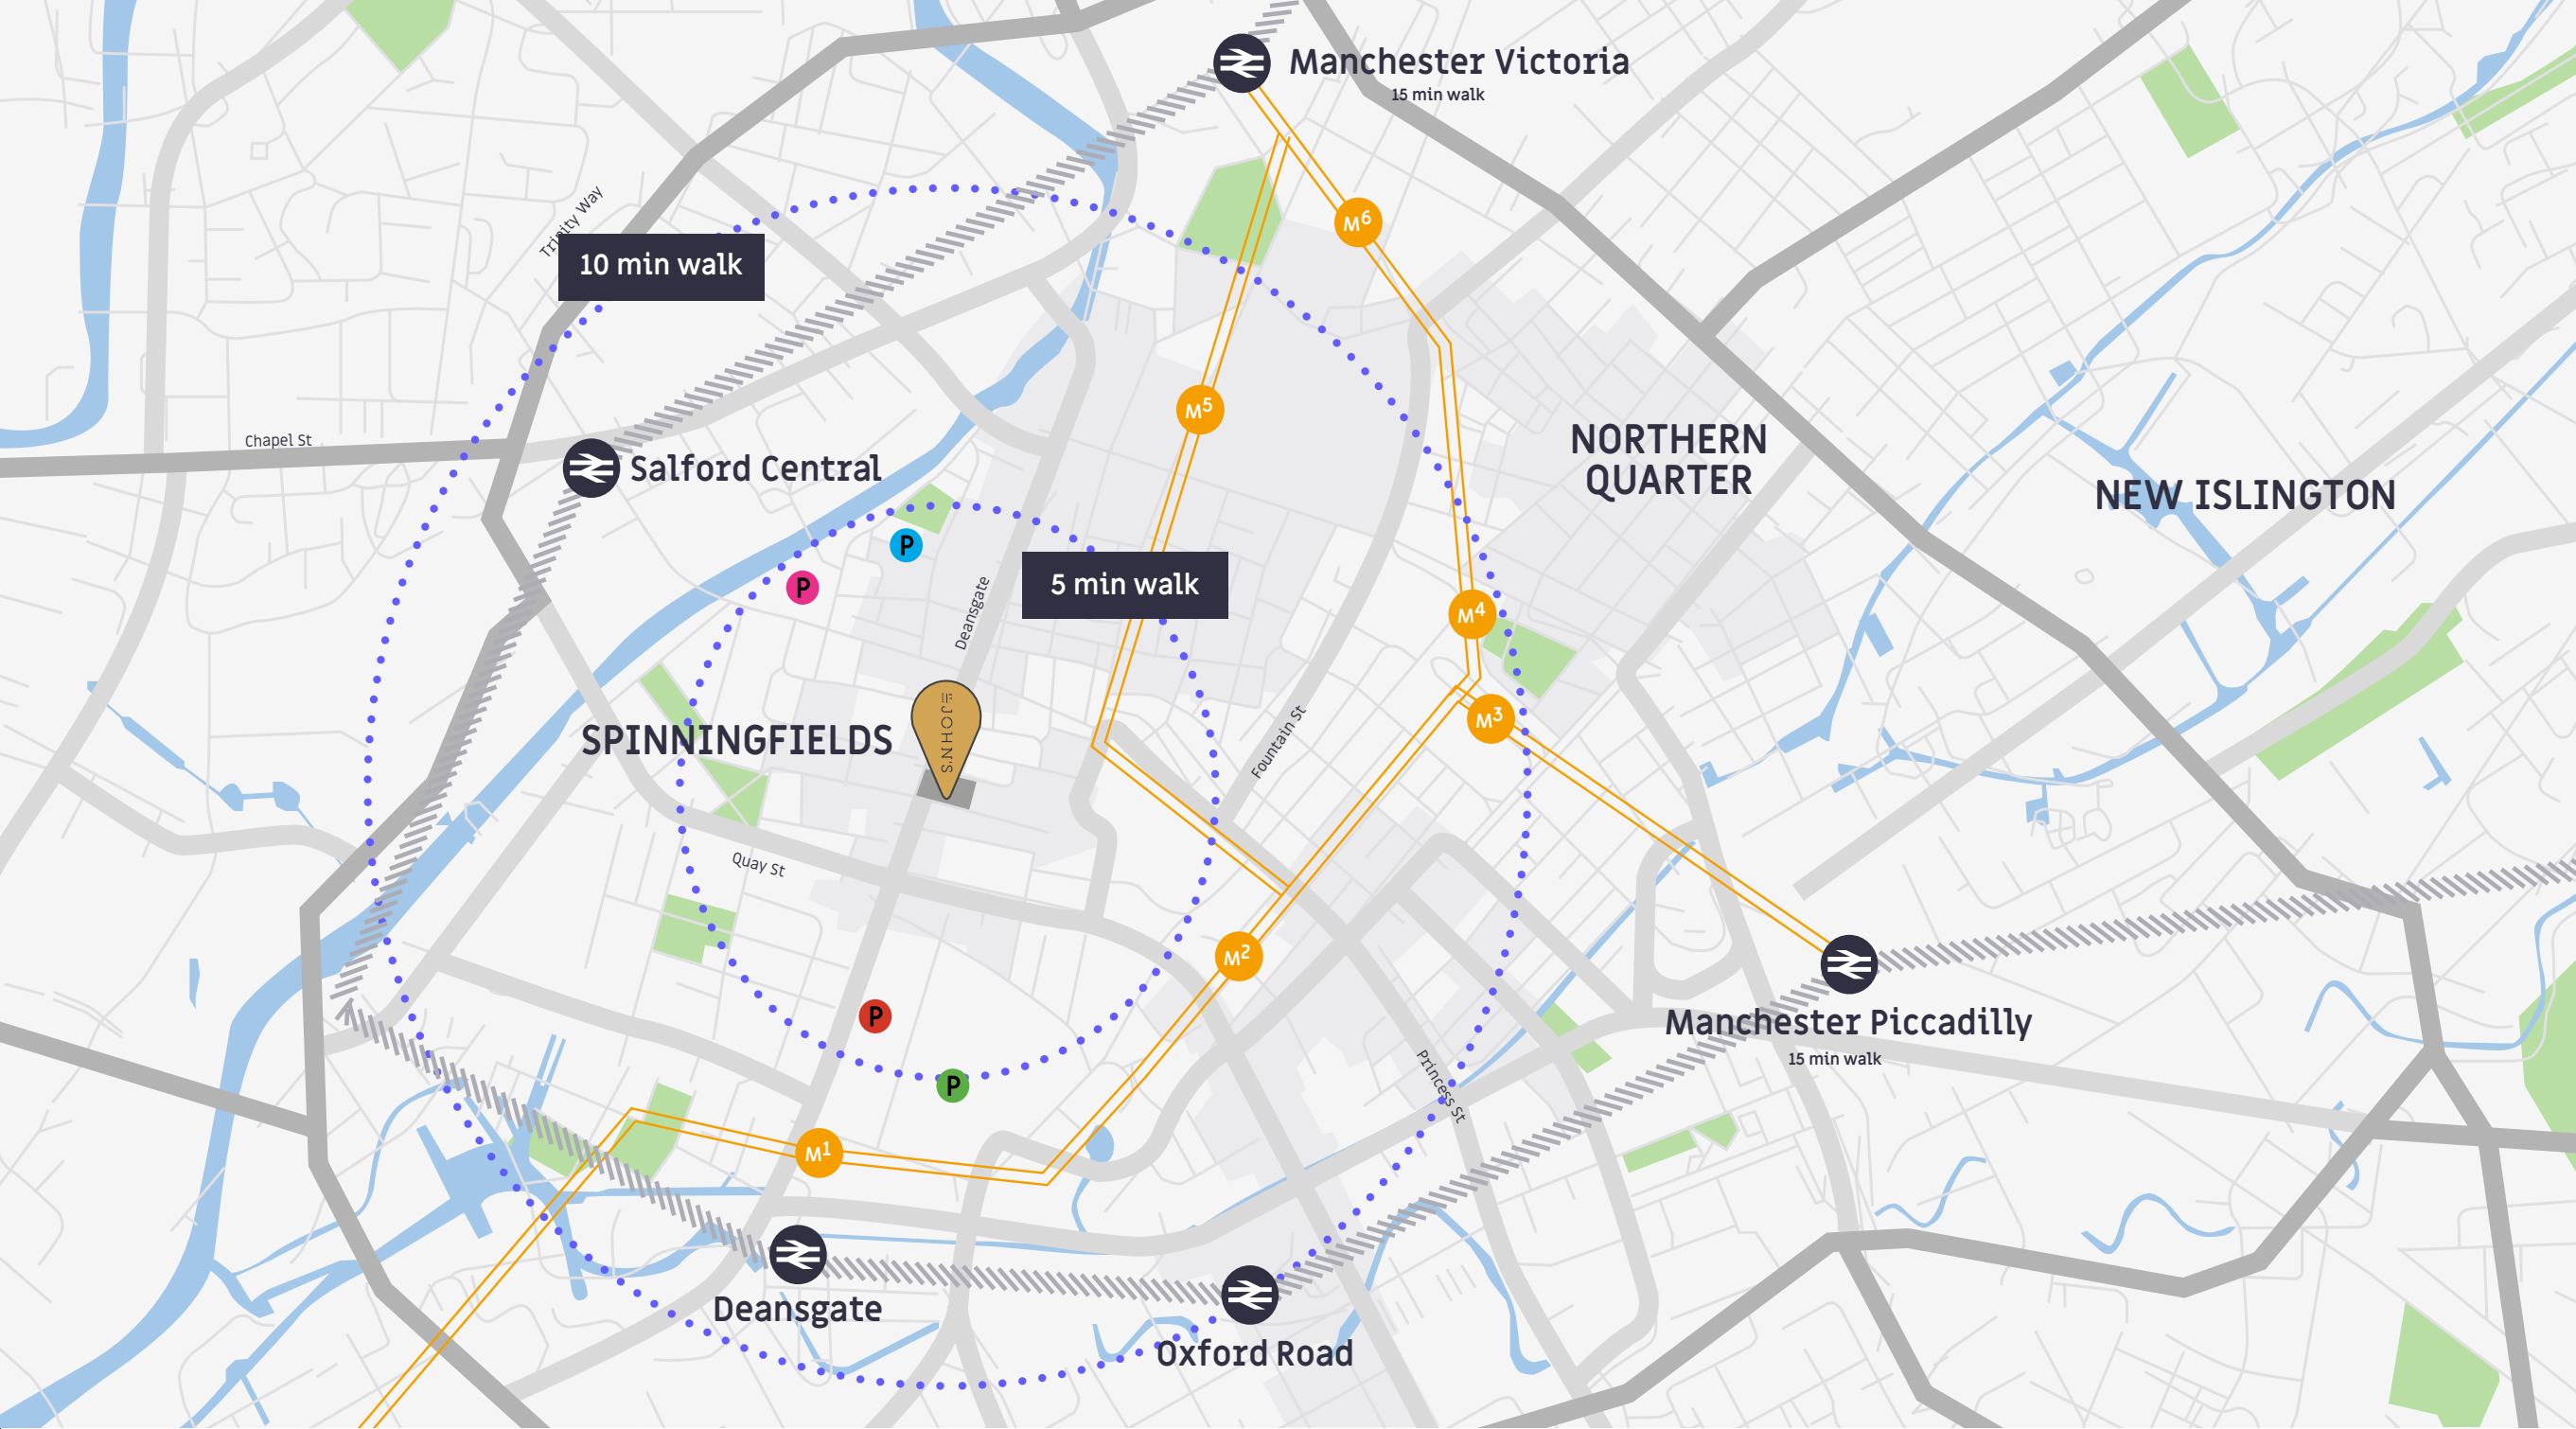 Manchester Victoria
15 min walk
Trinity Way
10 min walk
M6
M5
Chapel St
Salford Central
NORTHERN
QUARTER
NEW ISLINGTON
P
P
5 min walk
Deansgate
M4
M3
SPINNINGFIELDS
Fountain St
Quay St
M2
P
P
Manchester Piccadilly
15 min walk
Princess St
M1
Deansgate
Oxford Road